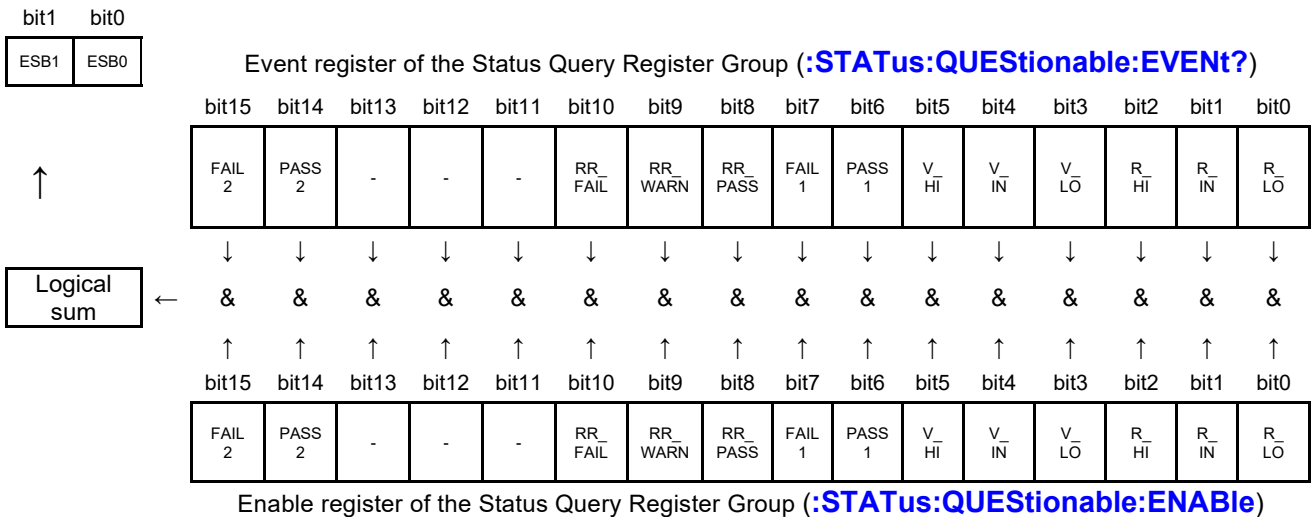 bit1 bit0
ESB1 ESB0
Event register of the Status Query Register Group (:STATus:QUEStionable:EVENt?)
bit15 bit14 bit13 bit12 bit11 bit10 bit9 bit8 bit7 bit6 bit5 bit4 bit3 bit2 bit1 bit0
↑
FAIL 2 PASS 2 - - - RR_ FAIL RR_ WARN RR_ PASS FAIL 1 PASS 1 V_ HI V_ IN V_ LO R_ HI R_ IN R_ LO
↓ ↓ ↓ ↓ ↓ ↓ ↓ ↓ ↓ ↓ ↓ ↓ ↓ ↓ ↓ ↓
Logical
sum
← & & & & & & & & & & & & & & & &
↑ ↑ ↑ ↑ ↑ ↑ ↑ ↑ ↑ ↑ ↑ ↑ ↑ ↑ ↑ ↑
bit15 bit14 bit13 bit12 bit11 bit10 bit9 bit8 bit7 bit6 bit5 bit4 bit3 bit2 bit1 bit0
FAIL 2 PASS 2 - - - RR_ FAIL RR_ WARN RR_ PASS FAIL 1 PASS 1 V_ HI V_ IN V_ LO R_ HI R_ IN R_ LO
Enable register of the Status Query Register Group (:STATus:QUEStionable:ENABle)